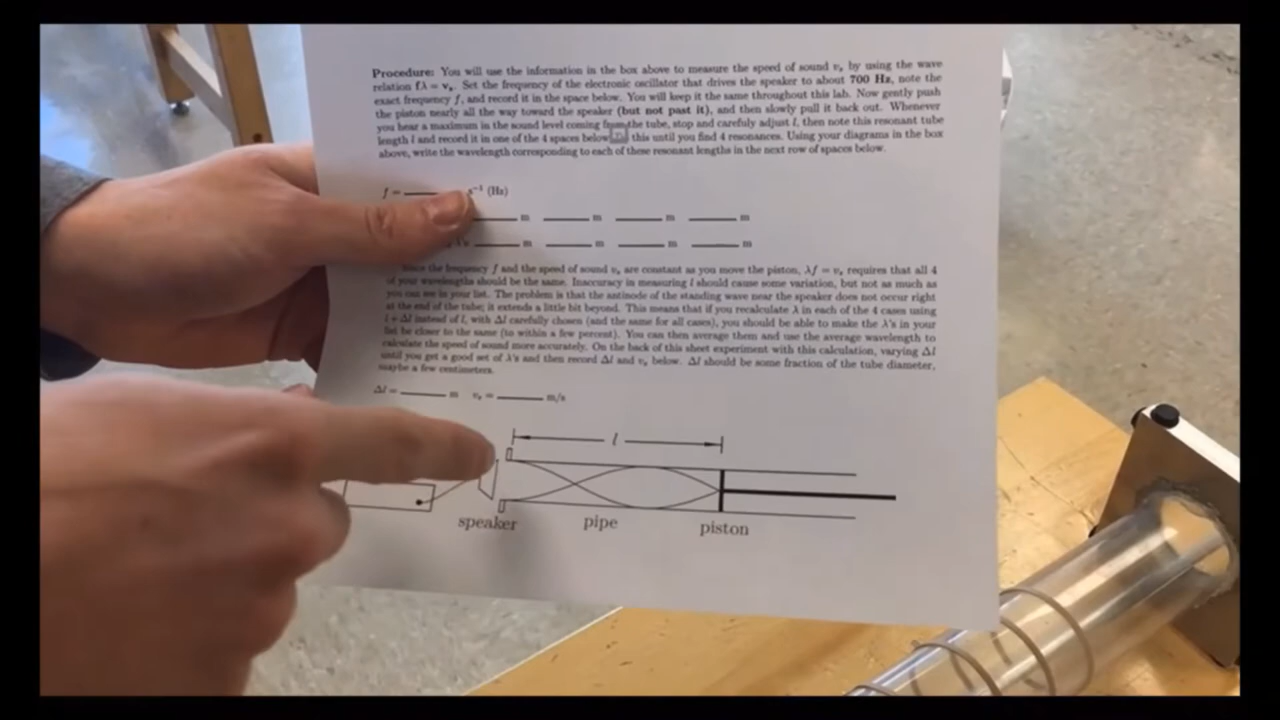 Procedure: You will use the information in the box above to measure the speed of sound vₛ by using the wave
relation fλ = vₛ. Set the frequency of the electronic oscillator that drives the speaker to about 700 Hz, note the
exact frequency f, and record it in the space below. You will keep it the same throughout this lab. Now gently push
the piston nearly all the way toward the speaker (but not past it), and then slowly pull it back out. Whenever
you hear a maximum in the sound level coming from the tube, stop and carefuly adjust l, then note this resonant tube
length l and record it in one of the 4 spaces below this until you find 4 resonances. Using your diagrams in the box
above, write the wavelength corresponding to each of these resonant lengths in the next row of spaces below.
f = ____ s⁻¹ (Hz)
____ m ____ m ____ m ____ m
λ's ____ m ____ m ____ m ____ m
the frequency f and the speed of sound vₛ are constant as you move the piston, λf = vₛ requires that all 4
of your wavelengths should be the same. Inaccuracy in measuring l should cause some variation, but not as much as
you can see in your list. The problem is that the antinode of the standing wave near the speaker does not occur right
at the end of the tube; it extends a little bit beyond. This means that if you recalculate λ in each of the 4 cases using
l + Δl instead of l, with Δl carefully chosen (and the same for all cases), you should be able to make the λ's in your
list be closer to the same (to within a few percent). You can then average them and use the average wavelength to
calculate the speed of sound more accurately. On the back of this sheet experiment with this calculation, varying Δl
until you get a good set of λ's and then record Δl and vₛ below. Δl should be some fraction of the tube diameter,
maybe a few centimeters.
Δl = ____ m vₛ = ____ m/s
l
speaker pipe piston